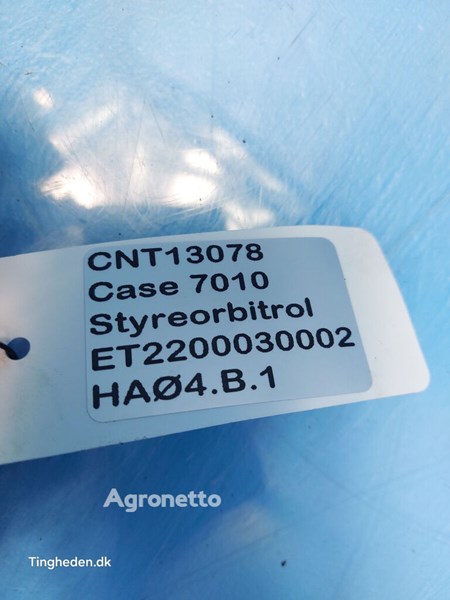 CNT13078
Case 7010
Styreorbitrol
ET2200030002
HAØ4.B.1
Agronetto
Tingheden.dk